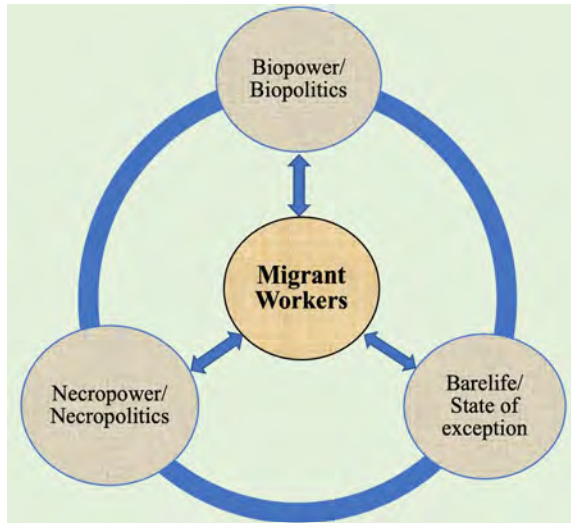 Biopower/
Biopolitics
Migrant
Workers
Necropower/
Necropolitics
Barelife/
State of
exception